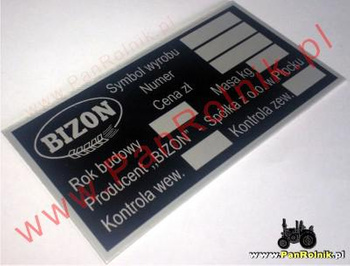 BIZON
Symbol wyrobu
Numer
Cena zł
Masa kg
Rok budowy
Producent „BIZON" Spółka z o.o. w Płocku
Kontrola wew.
Kontrola zew.
www.PanRolnik.pl
www.PanRolnik.pl